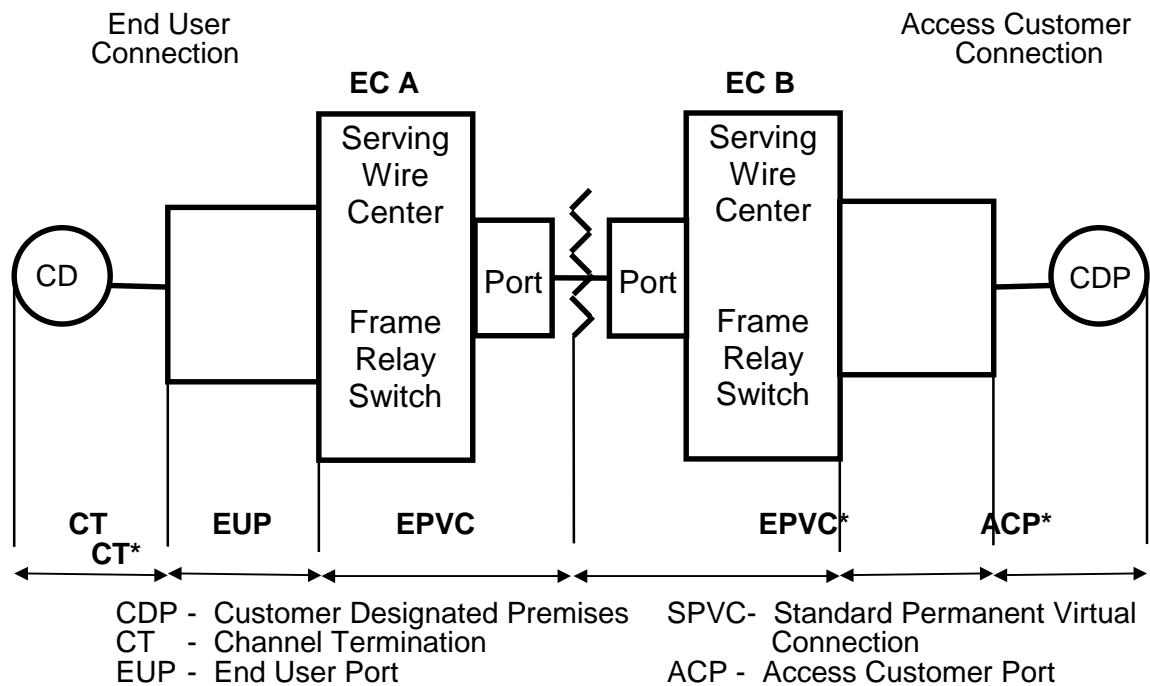 End User
Connection
Access Customer
Connection
EC A
EC B
Serving
Wire
Center
Frame
Relay
Switch
Serving
Wire
Center
Frame
Relay
Switch
CD
Port
Port
CDP
CT
CT*
EUP
EPVC
EPVC*
ACP*
CDP - Customer Designated Premises
CT - Channel Termination
EUP - End User Port
SPVC- Standard Permanent Virtual
Connection
ACP - Access Customer Port